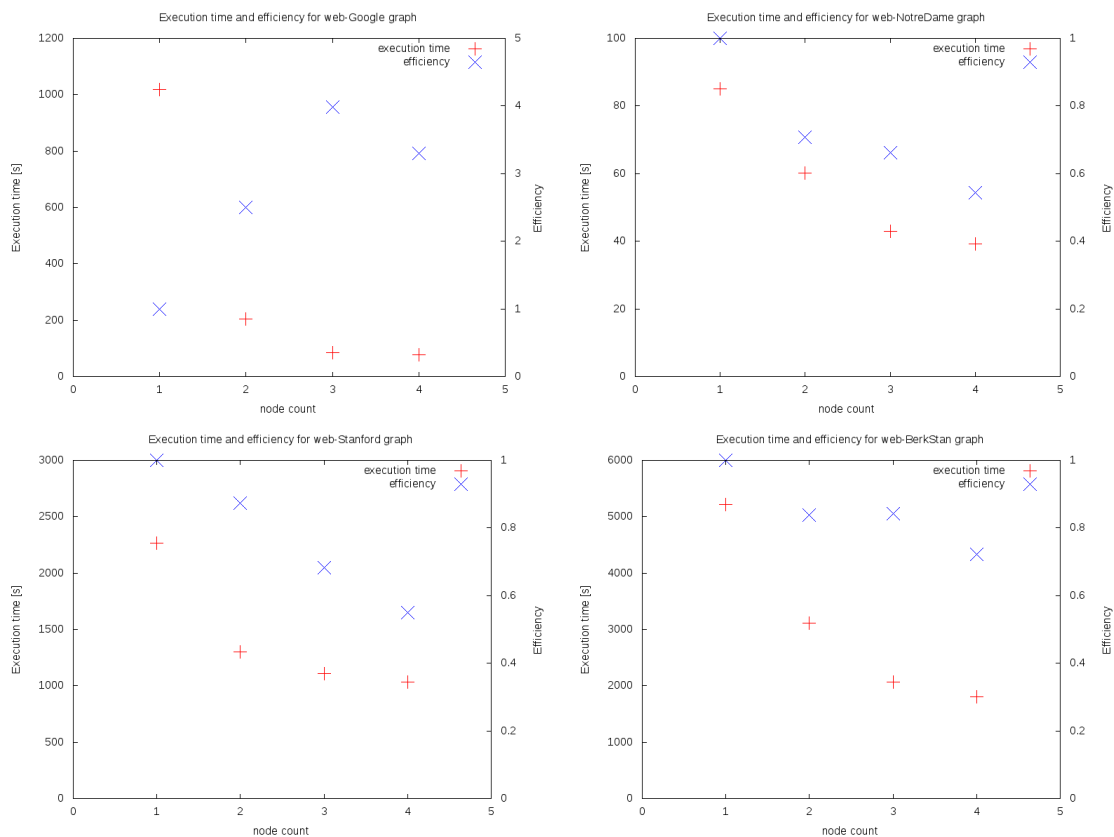 Execution time and efficiency for web-Google graph
execution time
efficiency
1200
1000
800
600
400
200
0
5
4
3
2
1
0
0 1 2 3 4 5
Execution time [s]
Efficiency
node count
Execution time and efficiency for web-NotreDame graph
execution time
efficiency
100
80
60
40
20
0
1
0.8
0.6
0.4
0.2
0
0 1 2 3 4 5
Execution time [s]
Efficiency
node count
Execution time and efficiency for web-Stanford graph
execution time
efficiency
3000
2500
2000
1500
1000
500
0
1
0.8
0.6
0.4
0.2
0
0 1 2 3 4 5
Execution time [s]
Efficiency
node count
Execution time and efficiency for web-BerkStan graph
execution time
efficiency
6000
5000
4000
3000
2000
1000
0
1
0.8
0.6
0.4
0.2
0
0 1 2 3 4 5
Execution time [s]
Efficiency
node count